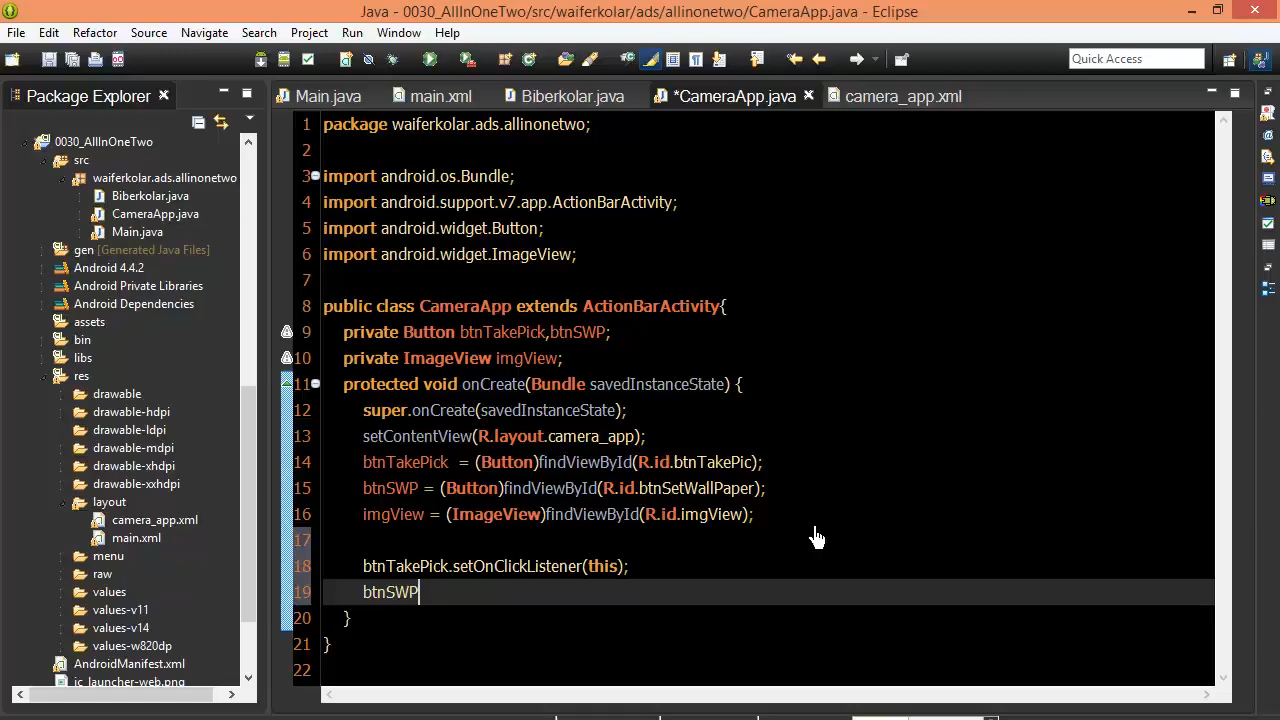 Java - 0030_AllInOneTwo/src/waiferkolar/ads/allinonetwo/CameraApp.java - Eclipse
File Edit Refactor Source Navigate Search Project Run Window Help
Quick Access
Package Explorer
Main.java main.xml Biberkolar.java *CameraApp.java camera_app.xml
0030_AllInOneTwo
src
waiferkolar.ads.allinonetwo
Biberkolar.java
CameraApp.java
Main.java
gen [Generated Java Files]
Android 4.4.2
Android Private Libraries
Android Dependencies
assets
bin
libs
res
drawable
drawable-hdpi
drawable-ldpi
drawable-mdpi
drawable-xhdpi
drawable-xxhdpi
layout
camera_app.xml
main.xml
menu
raw
values
values-v11
values-v14
values-w820dp
AndroidManifest.xml
ic_launcher-web.png
1 package waiferkolar.ads.allinonetwo;
2
3 import android.os.Bundle;
4 import android.support.v7.app.ActionBarActivity;
5 import android.widget.Button;
6 import android.widget.ImageView;
7
8 public class CameraApp extends ActionBarActivity{
9 private Button btnTakePick,btnSWP;
10 private ImageView imgView;
11 protected void onCreate(Bundle savedInstanceState) {
12 super.onCreate(savedInstanceState);
13 setContentView(R.layout.camera_app);
14 btnTakePick = (Button)findViewById(R.id.btnTakePic);
15 btnSWP = (Button)findViewById(R.id.btnSetWallPaper);
16 imgView = (ImageView)findViewById(R.id.imgView);
17
18 btnTakePick.setOnClickListener(this);
19 btnSWP
20 }
21 }
22